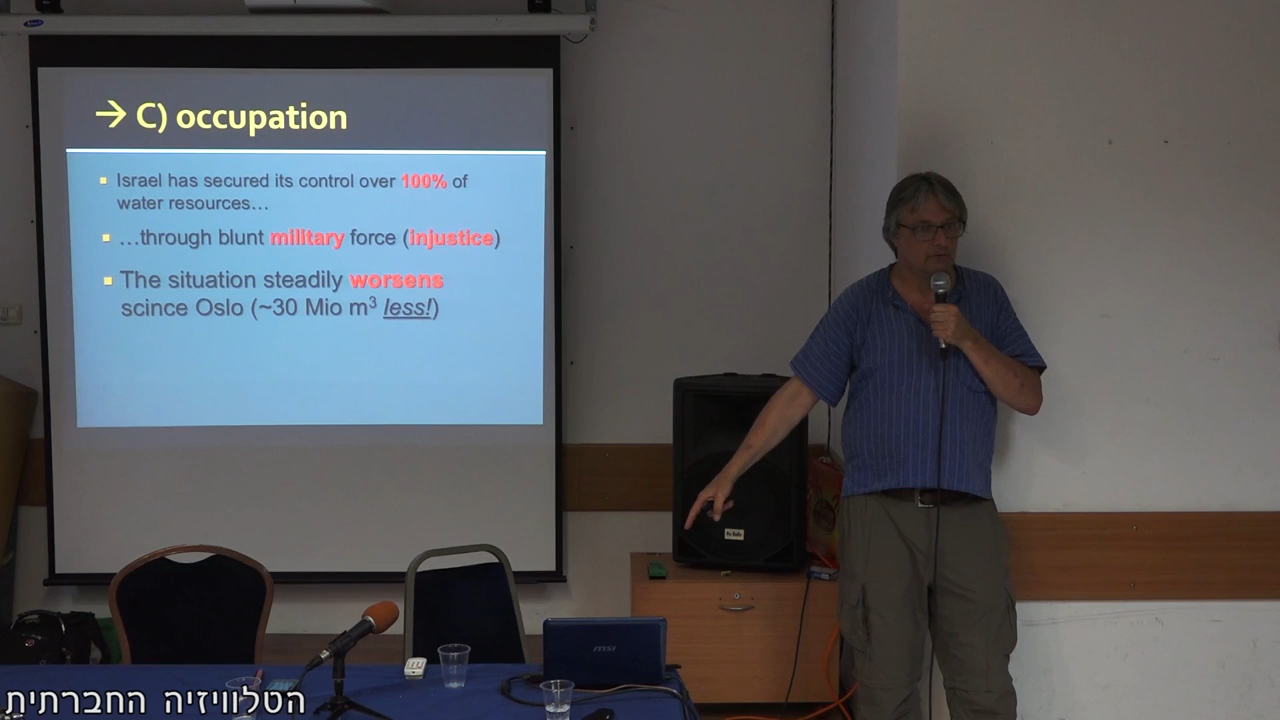 → C) occupation
Israel has secured its control over 100% of
water resources…
…through blunt military force (injustice)
The situation steadily worsens
scince Oslo (~30 Mio m³ less!)
msi
הטלוויזיה החברתית